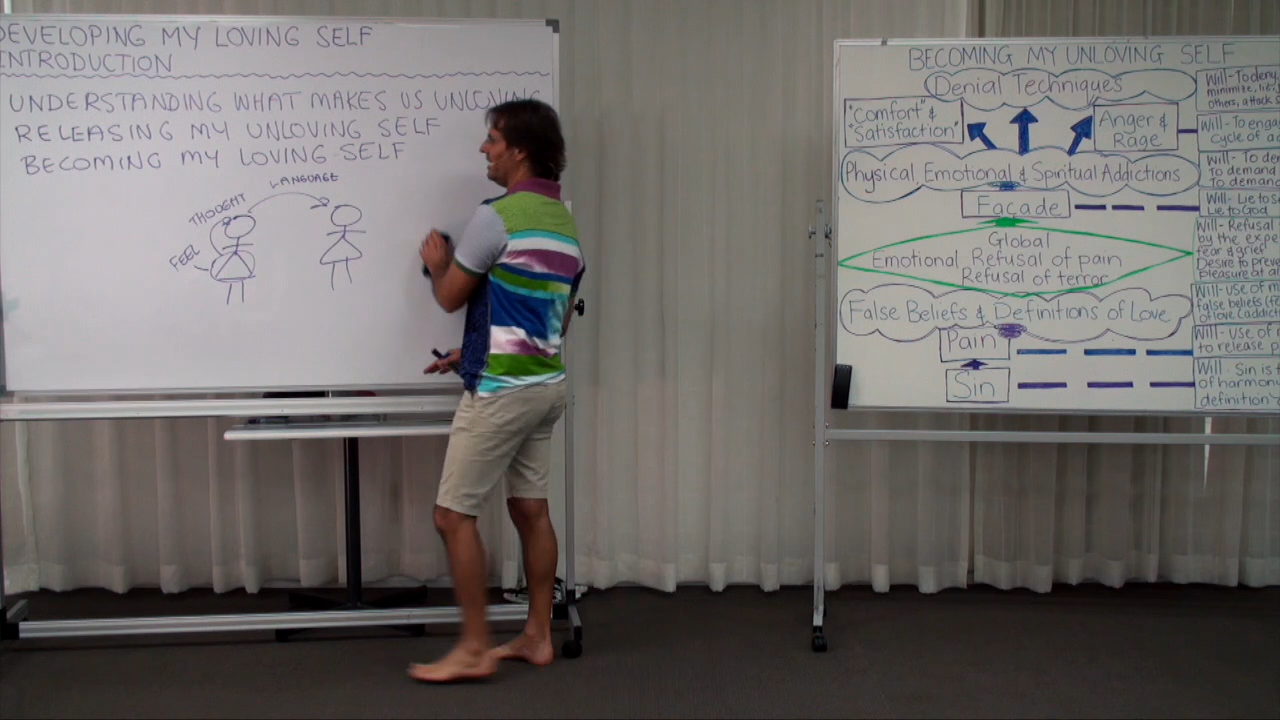 DEVELOPING MY LOVING SELF
INTRODUCTION
UNDERSTANDING WHAT MAKES US UNLOVING
RELEASING MY UNLOVING SELF
BECOMING MY LOVING SELF
LANGUAGE
THOUGHT
FEEL
BECOMING MY UNLOVING SELF
Denial Techniques
"Comfort" &
"Satisfaction"
Anger &
Rage
Physical, Emotional & Spiritual Addictions
Façade
Global
Emotional Refusal of pain
Refusal of terror
False Beliefs & Definitions of Love
Pain
Sin
Will - To deny
minimise, lie
others, attack
Will - To engage
cycle of
Will - To
To demand
To demand
Will - Lie to
Lie to God
Will - Refusal
by the
fear & grief
Desire to
pleasure at
Will - Use of
false beliefs
of love
Will - Use of
to release
Will - Sin is
of
definition